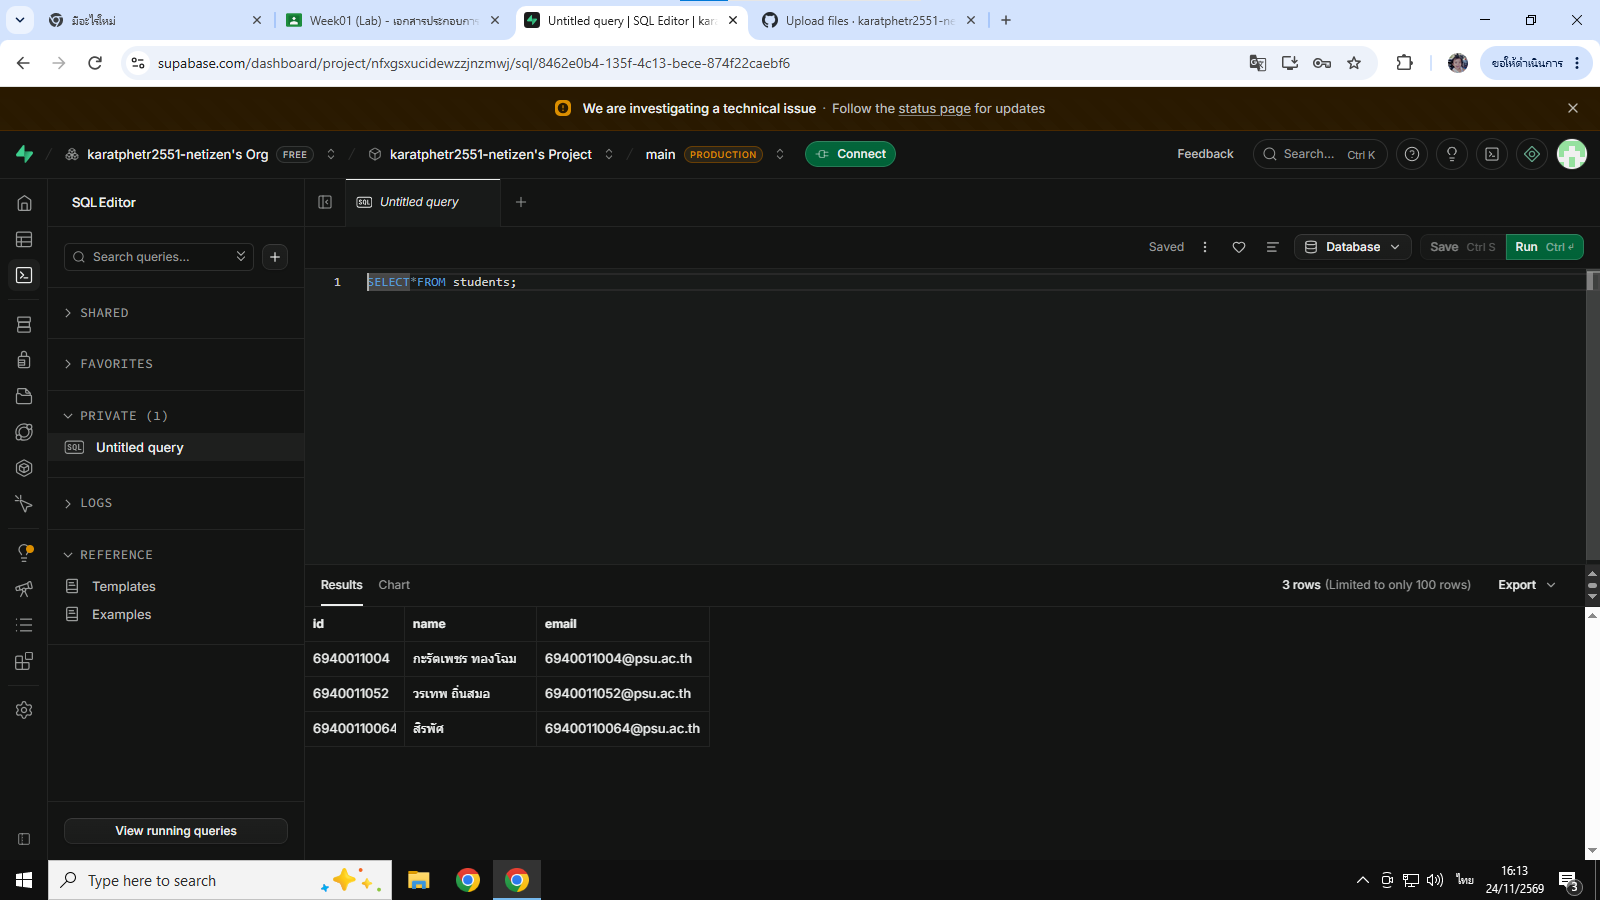 มีอะไรใหม่
Week01 (Lab) - เอกสารประกอบการ
Untitled query | SQL Editor | kara
Upload files · karatphetr2551-ne
supabase.com/dashboard/project/nfxgsxucidewzzjnzmwj/sql/8462e0b4-135f-4c13-bece-874f22caebf6
ขอให้ดำเนินการ
We are investigating a technical issue · Follow the status page for updates
karatphetr2551-netizen's Org FREE / karatphetr2551-netizen's Project / main PRODUCTION Connect
Feedback Search... Ctrl K
SQL Editor
SQL Untitled query
Search queries...
Saved Database Save Ctrl S Run Ctrl ↵
1 SELECT*FROM students;
SHARED
FAVORITES
PRIVATE (1)
SQL Untitled query
LOGS
REFERENCE
Templates
Examples
View running queries
Results Chart 3 rows (Limited to only 100 rows) Export
id name email
6940011004 กะรัตเพชร ทองโฉม 6940011004@psu.ac.th
6940011052 วรเทพ ถิ่นสมอ 6940011052@psu.ac.th
69400110064 สิรพัศ 69400110064@psu.ac.th
Type here to search
ไทย
16:13
24/11/2569
3